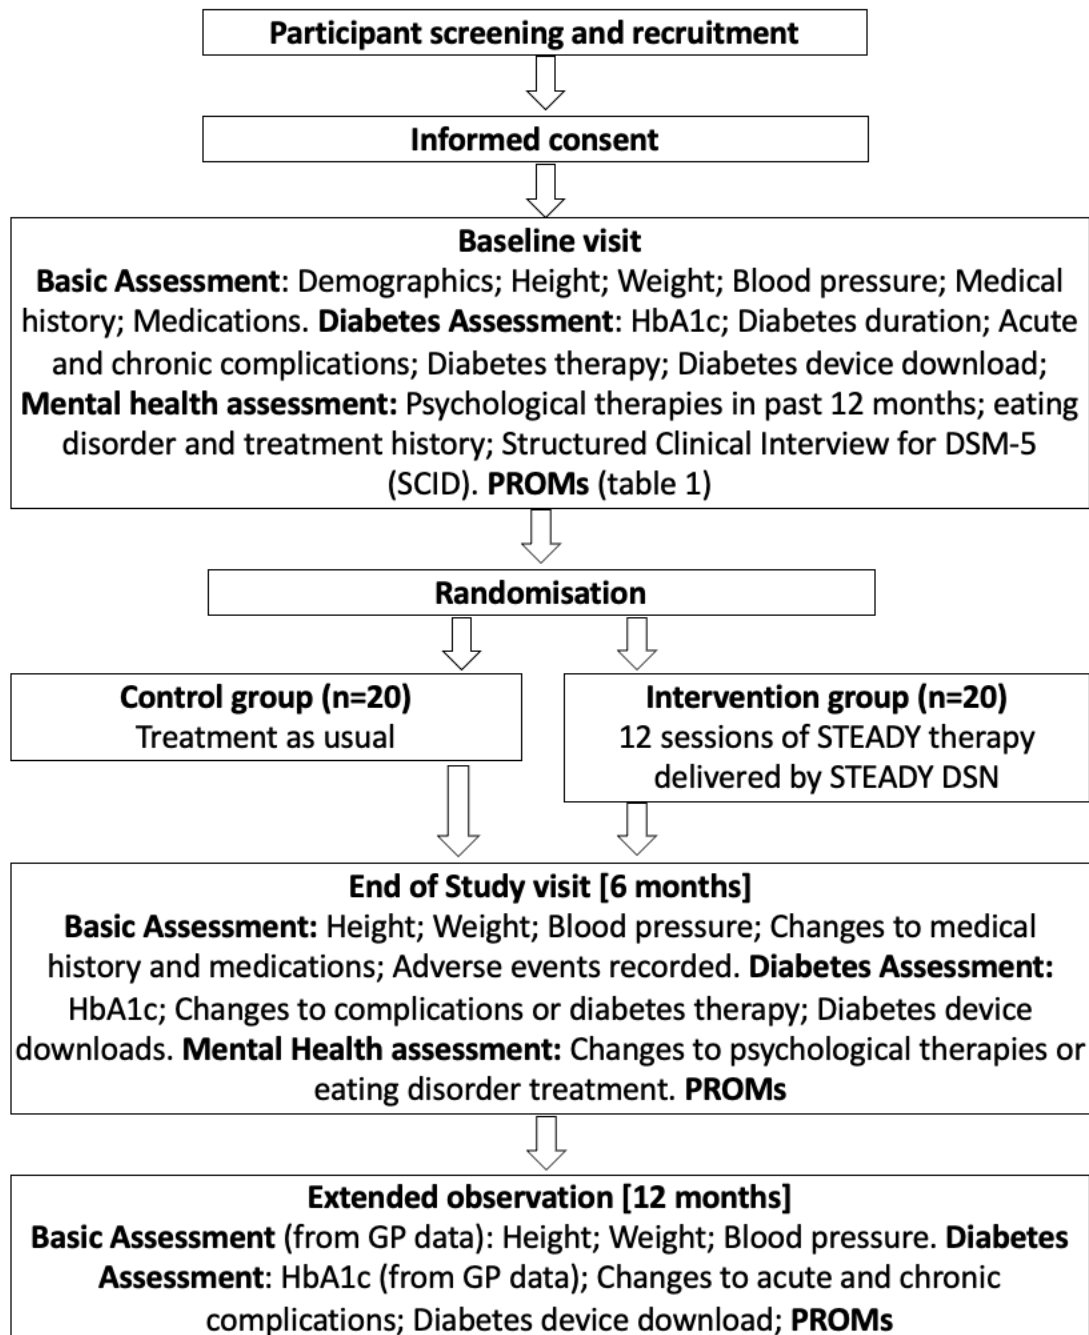 Participant screening and recruitment
Informed consent
Baseline visit
Basic Assessment: Demographics; Height; Weight; Blood pressure; Medical
history; Medications. Diabetes Assessment: HbA1c; Diabetes duration; Acute
and chronic complications; Diabetes therapy; Diabetes device download;
Mental health assessment: Psychological therapies in past 12 months; eating
disorder and treatment history; Structured Clinical Interview for DSM-5
(SCID). PROMs (table 1)
Randomisation
Control group (n=20)
Treatment as usual
Intervention group (n=20)
12 sessions of STEADY therapy
delivered by STEADY DSN
End of Study visit [6 months]
Basic Assessment: Height; Weight; Blood pressure; Changes to medical
history and medications; Adverse events recorded. Diabetes Assessment:
HbA1c; Changes to complications or diabetes therapy; Diabetes device
downloads. Mental Health assessment: Changes to psychological therapies or
eating disorder treatment. PROMs
Extended observation [12 months]
Basic Assessment (from GP data): Height; Weight; Blood pressure. Diabetes
Assessment: HbA1c (from GP data); Changes to acute and chronic
complications; Diabetes device download; PROMs